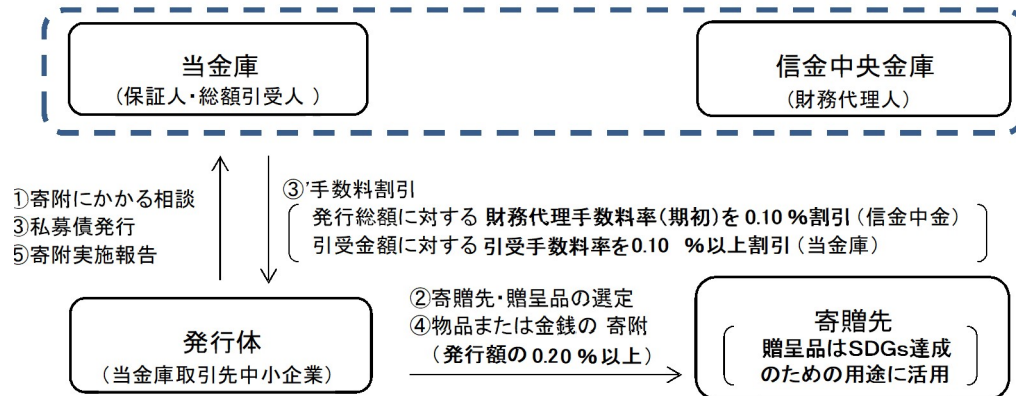 当金庫
（保証人・総額引受人 ）
信金中央金庫
（財務代理人）
①寄附にかかる相談
③私募債発行
⑤寄附実施報告
③’手数料割引
発行総額に対する 財務代理手数料率（期初）を 0.10 %割引（信金中金）
引受金額に対する 引受手数料率を0.10 %以上割引（当金庫）
発行体
（当金庫取引先中小企業）
②寄贈先・贈呈品の選定
④物品または金銭の 寄附
（発行額の 0.20 %以上）
寄贈先
贈呈品はSDGs達成
のための用途に活用